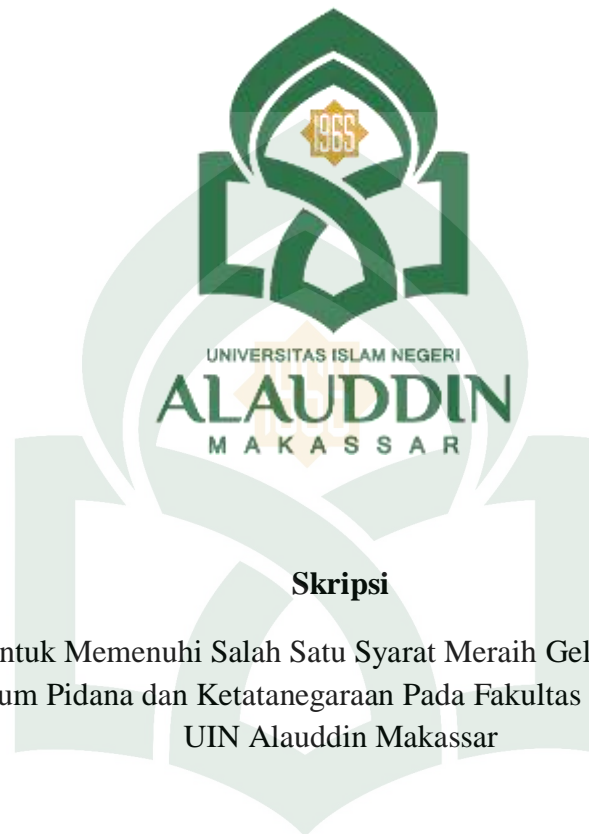 1965
UNIVERSITAS ISLAM NEGERI
ALAUDDIN
MAKASSAR
Skripsi
ntuk Memenuhi Salah Satu Syarat Meraih Gel
um Pidana dan Ketatanegaraan Pada Fakultas
UIN Alauddin Makassar